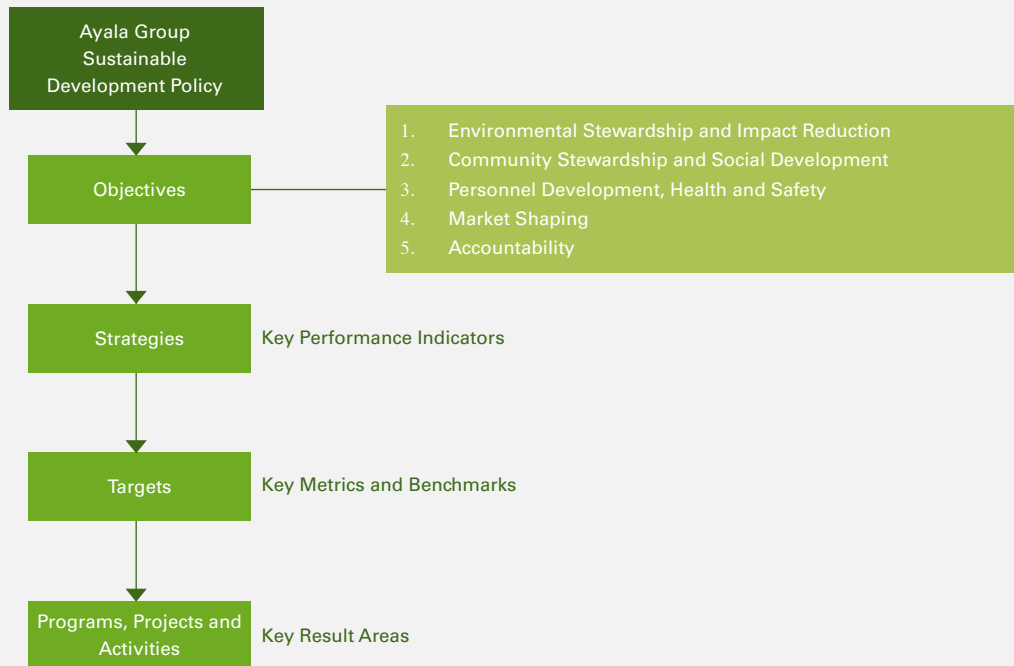 Ayala Group
Sustainable
Development Policy
Objectives
1. Environmental Stewardship and Impact Reduction
2. Community Stewardship and Social Development
3. Personnel Development, Health and Safety
4. Market Shaping
5. Accountability
Strategies
Key Performance Indicators
Targets
Key Metrics and Benchmarks
Programs, Projects and
Activities
Key Result Areas